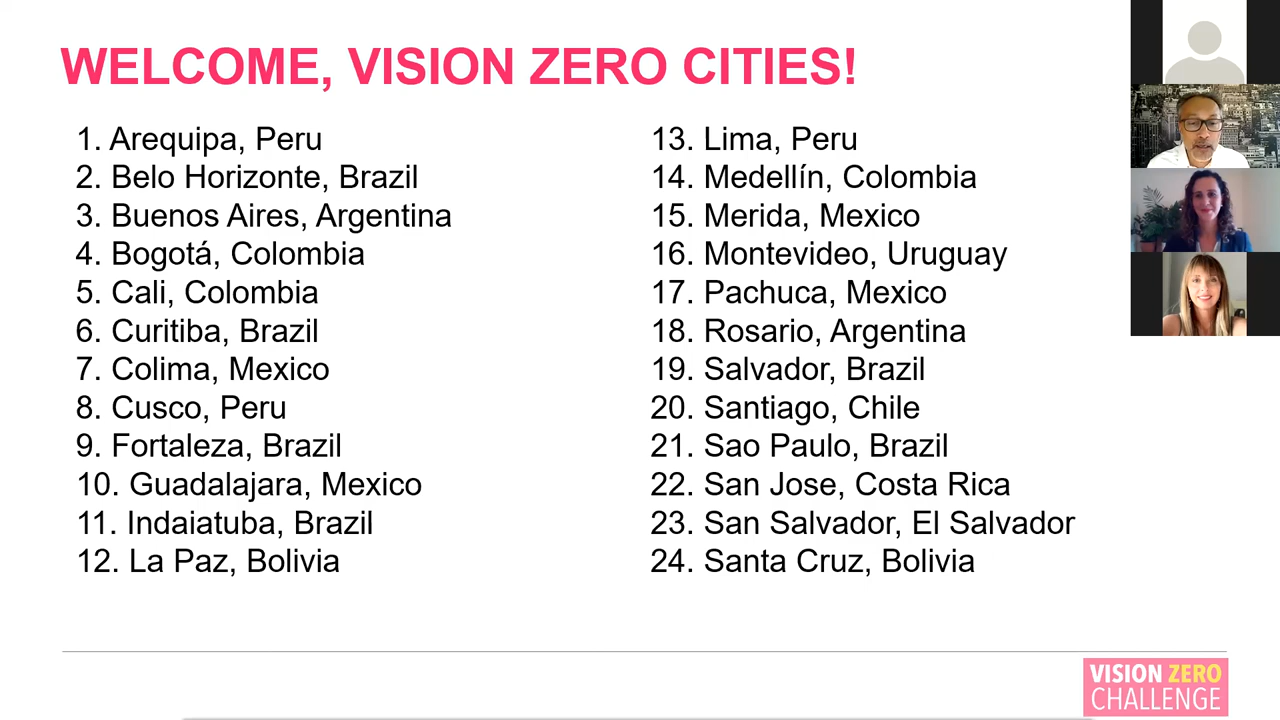 WELCOME, VISION ZERO CITIES!
1. Arequipa, Peru
2. Belo Horizonte, Brazil
3. Buenos Aires, Argentina
4. Bogotá, Colombia
5. Cali, Colombia
6. Curitiba, Brazil
7. Colima, Mexico
8. Cusco, Peru
9. Fortaleza, Brazil
10. Guadalajara, Mexico
11. Indaiatuba, Brazil
12. La Paz, Bolivia
13. Lima, Peru
14. Medellín, Colombia
15. Merida, Mexico
16. Montevideo, Uruguay
17. Pachuca, Mexico
18. Rosario, Argentina
19. Salvador, Brazil
20. Santiago, Chile
21. Sao Paulo, Brazil
22. San Jose, Costa Rica
23. San Salvador, El Salvador
24. Santa Cruz, Bolivia
VISION ZERO
CHALLENGE